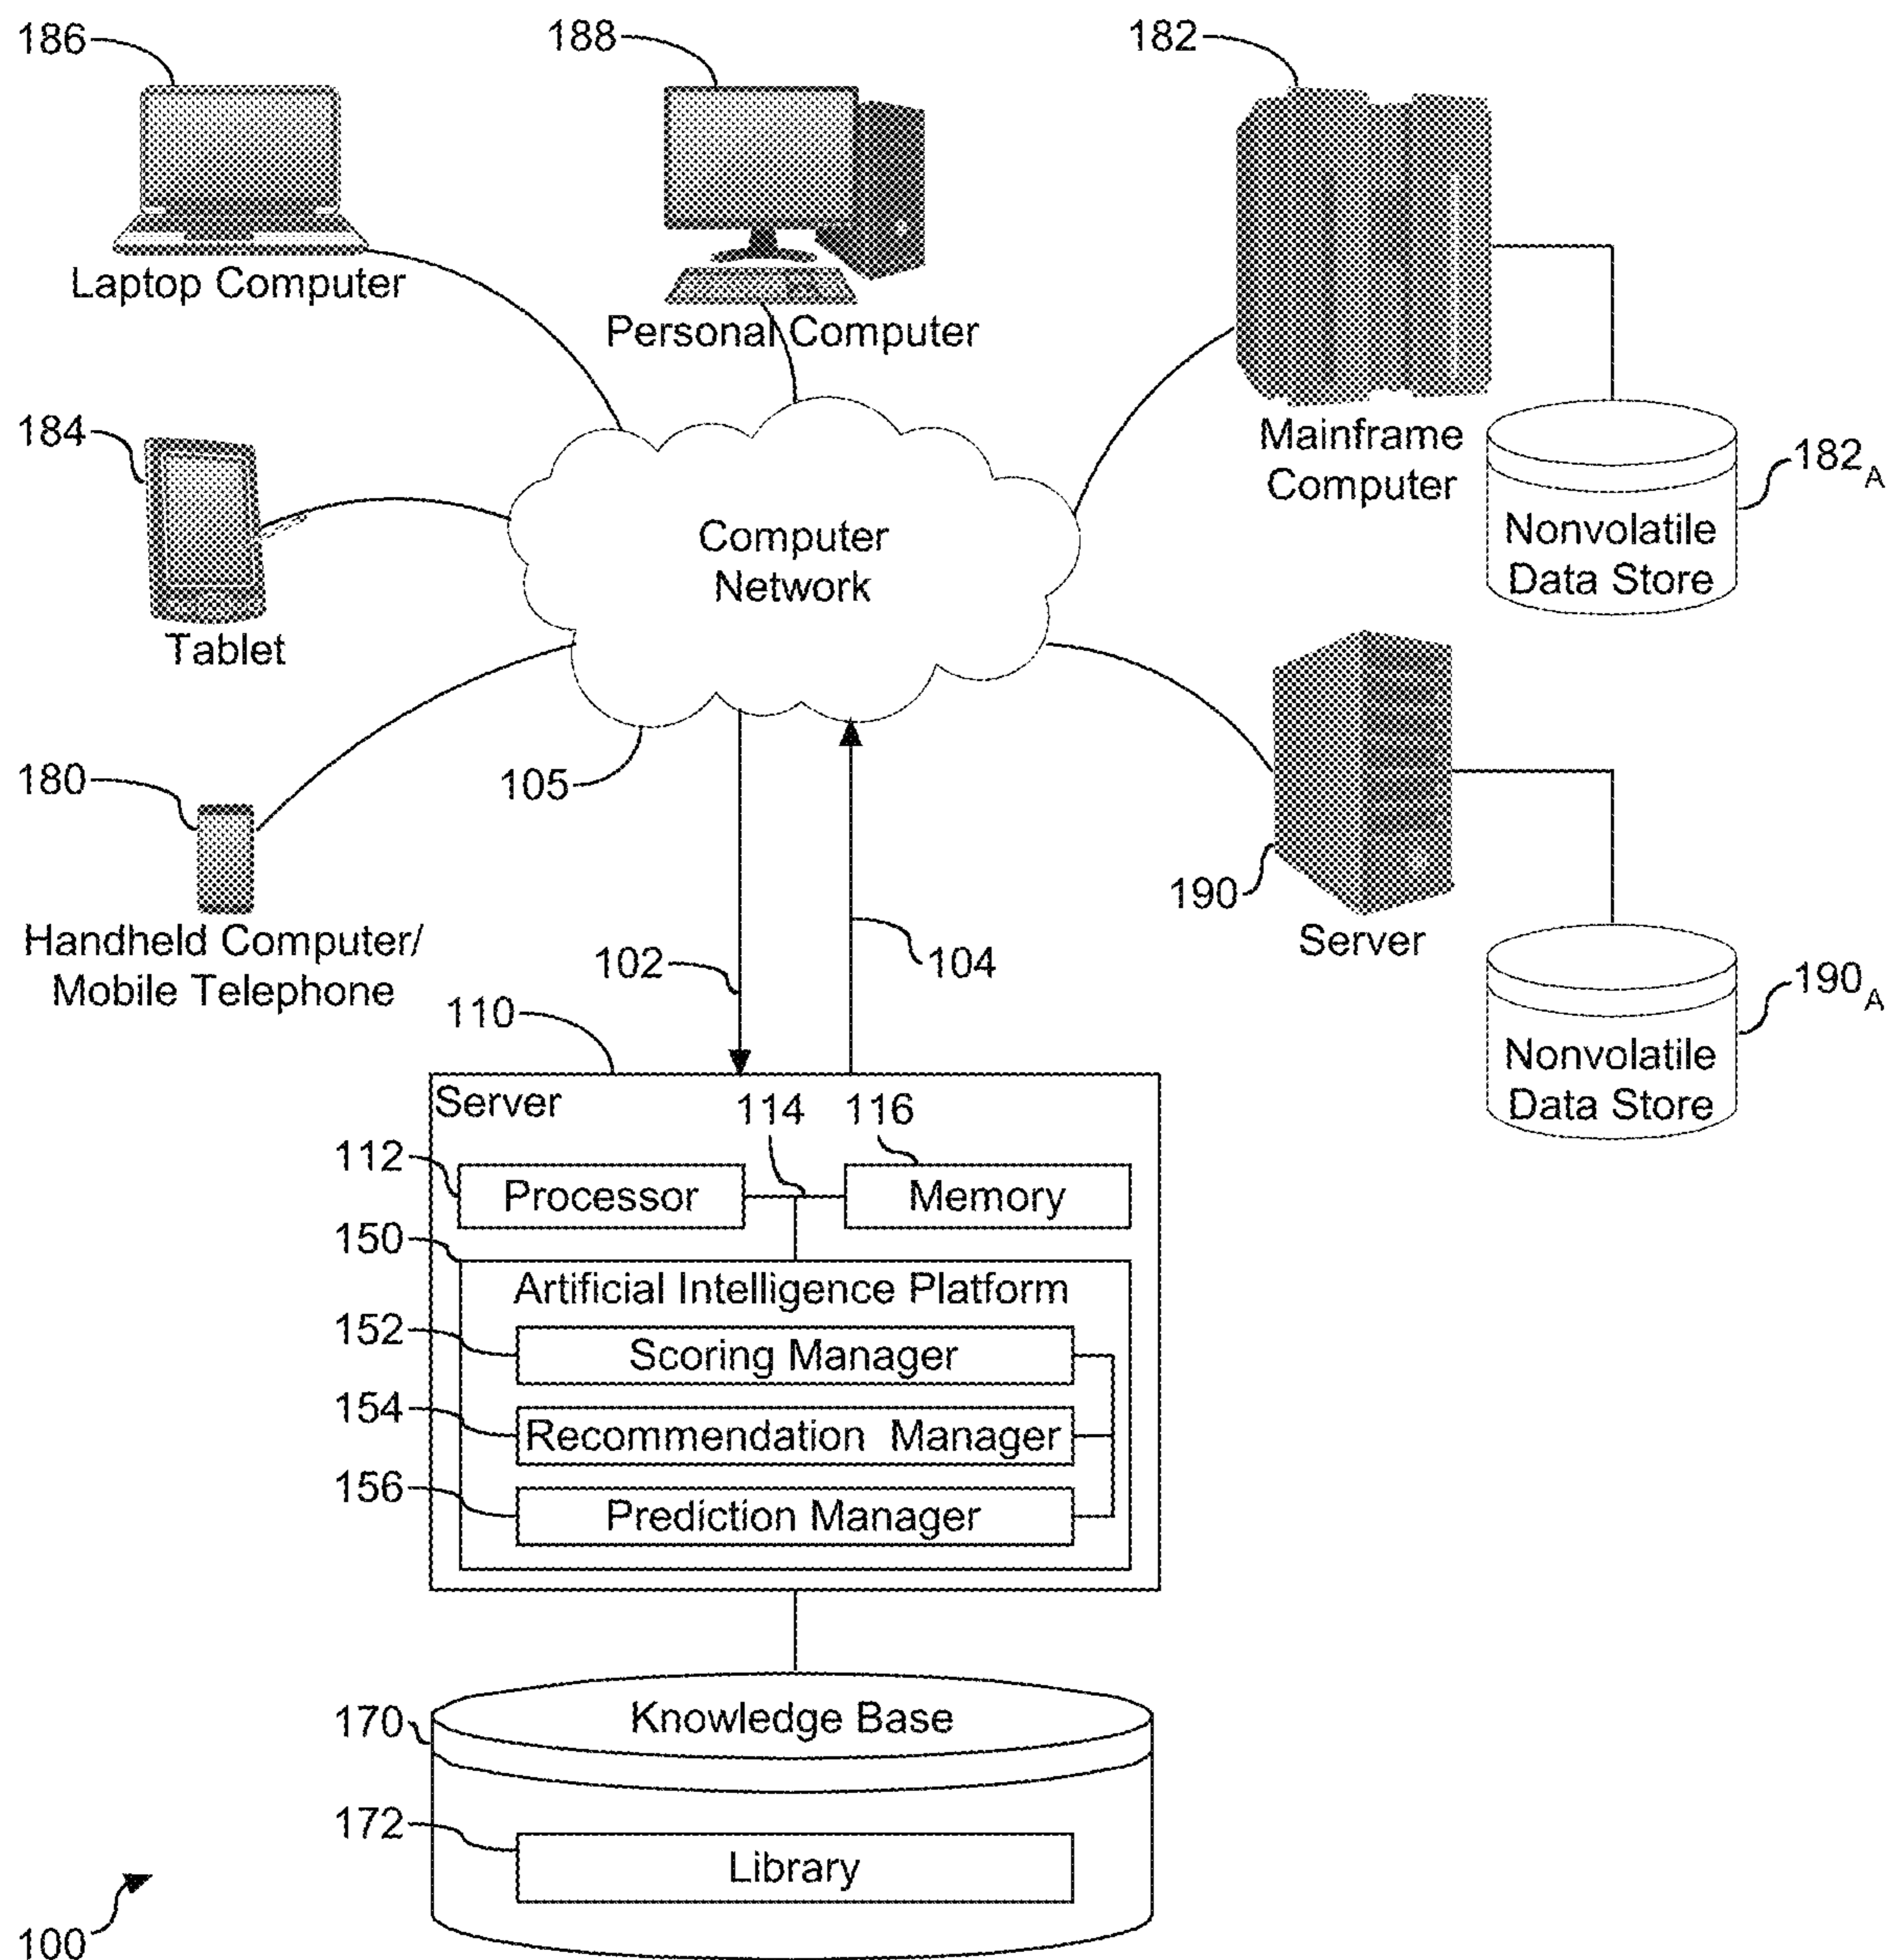 186
188
182
Laptop Computer
Personal Computer
Mainframe
Computer
184
182A
Nonvolatile
Data Store
Computer
Network
Tablet
180
105
190
Server
Handheld Computer/
Mobile Telephone
102
104
190A
Nonvolatile
Data Store
110
Server
114
116
112
Processor
Memory
150
Artificial Intelligence Platform
152
Scoring Manager
154
Recommendation Manager
156
Prediction Manager
170
Knowledge Base
172
Library
100